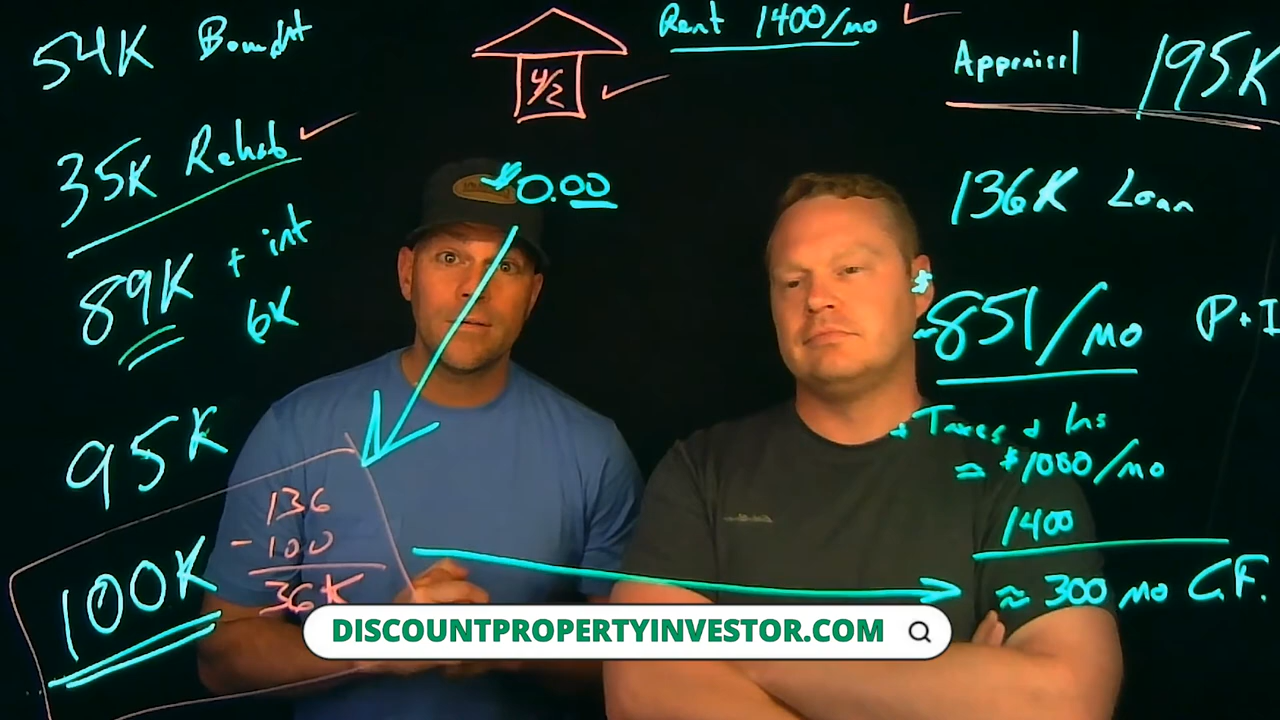 54K Bought
35K Rehab
89K + int
6K
95K
100K
136
- 100
36K
4/2
$0.00
Rent 1400/mo
Appraisal 195K
136K Loan
$
~851/mo P+I
+ Taxes + Ins
≈ $1080/mo
1400
≈ 300 mo C.F.
DISCOUNTPROPERTYINVESTOR.COM